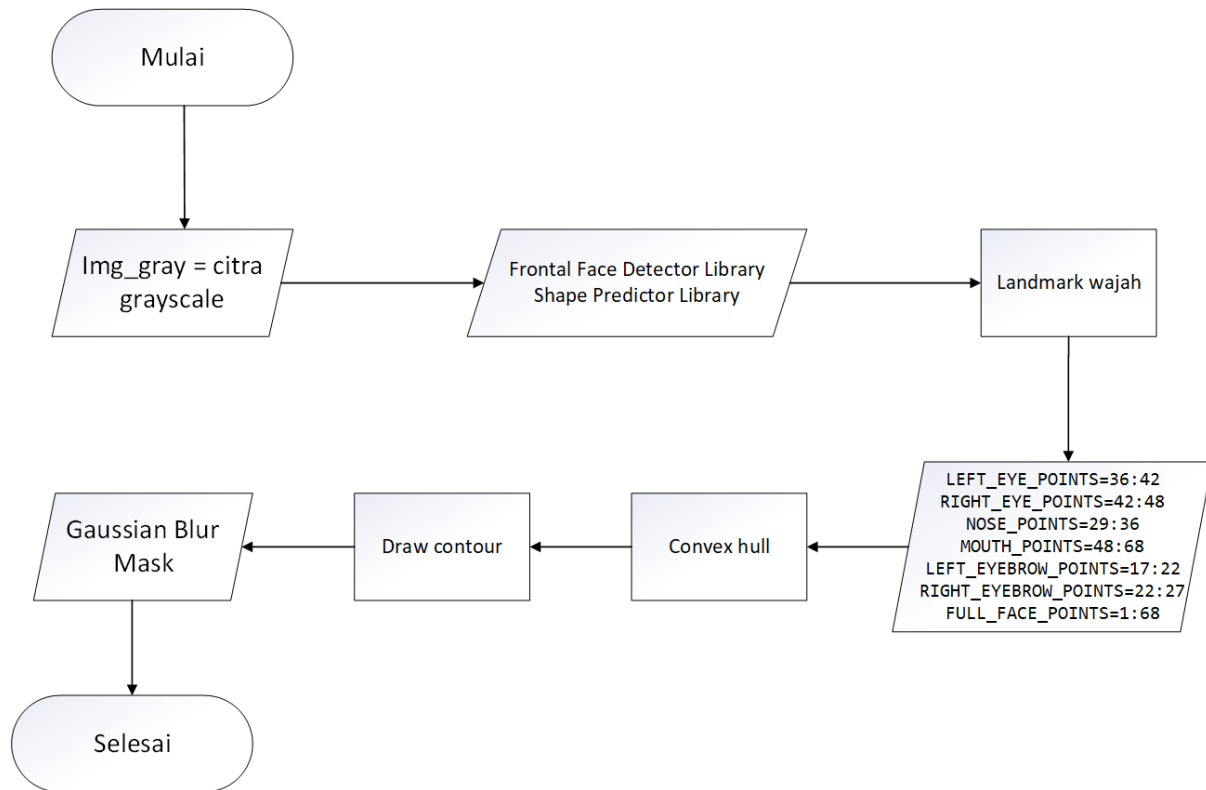 Mulai
Img_gray = citra
grayscale
Frontal Face Detector Library
Shape Predictor Library
Landmark wajah
LEFT_EYE_POINTS=36:42
RIGHT_EYE_POINTS=42:48
NOSE_POINTS=29:36
MOUTH_POINTS=48:68
LEFT_EYEBROW_POINTS=17:22
RIGHT_EYEBROW_POINTS=22:27
FULL_FACE_POINTS=1:68
Convex hull
Draw contour
Gaussian Blur
Mask
Selesai